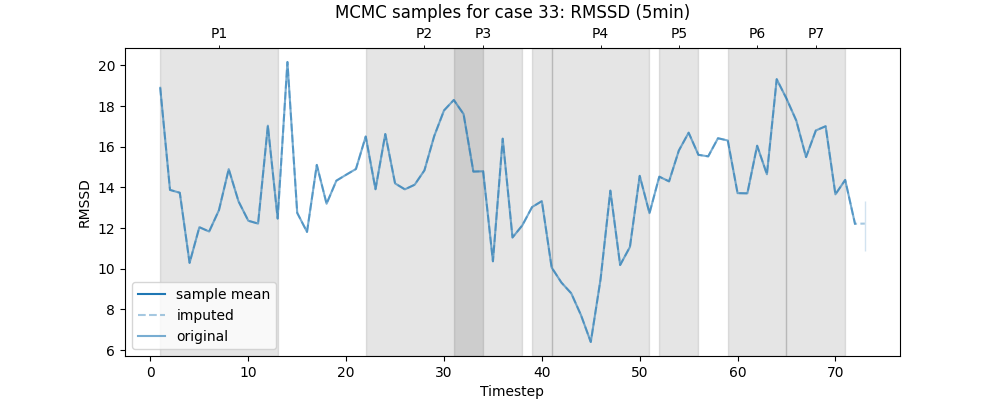 MCMC samples for case 33: RMSSD (5min)
P1 P2 P3 P4 P5 P6 P7
20
18
16
14
12
10
8
6
RMSSD
sample mean
imputed
original
0 10 20 30 40 50 60 70
Timestep